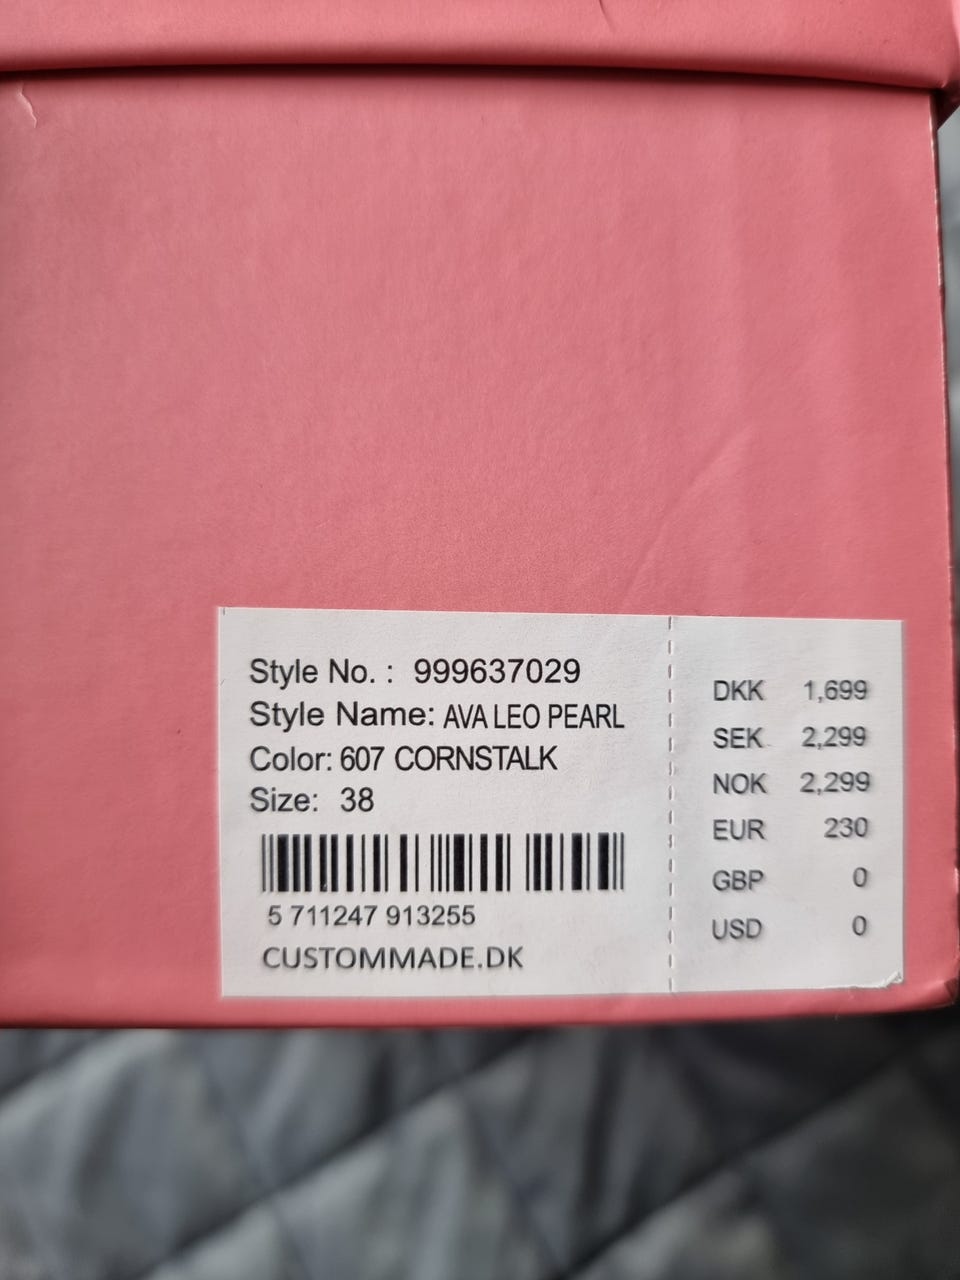 Style No. : 999637029
Style Name: AVA LEO PEARL
Color: 607 CORNSTALK
Size: 38
5 711247 913255
CUSTOMMADE.DK
DKK 1,699
SEK 2,299
NOK 2,299
EUR 230
GBP 0
USD 0